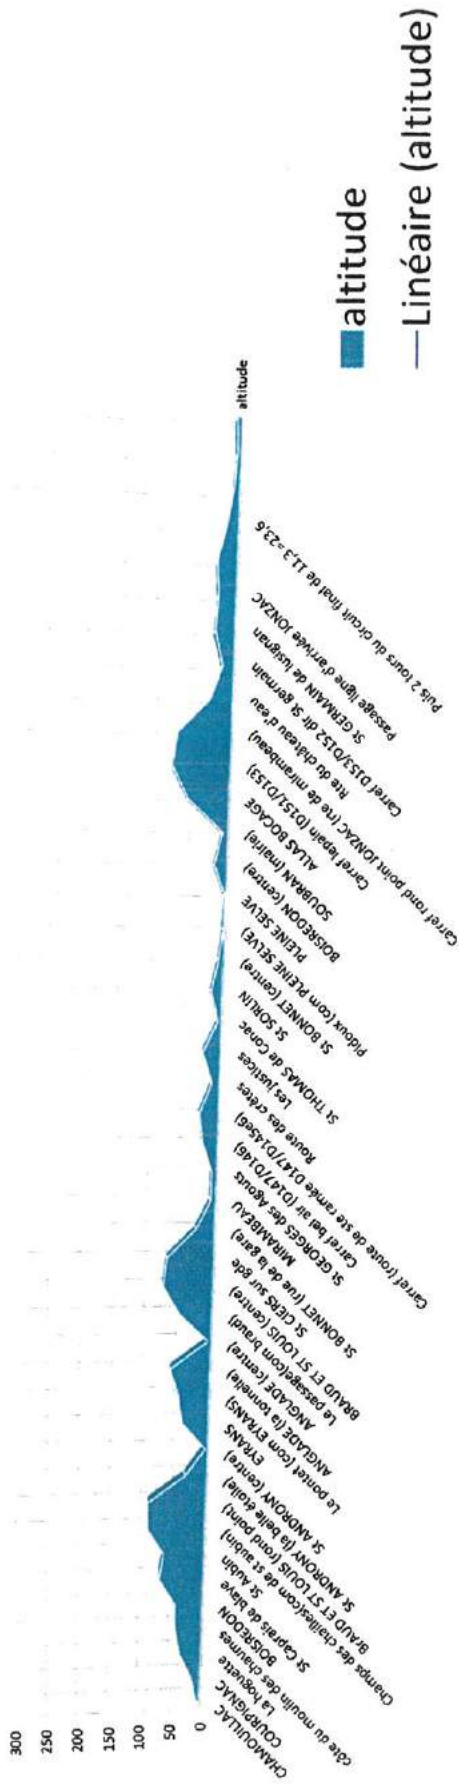 300
250
200
150
100
50
0
CHAMOUILLAC
COURPIGNAC
La hoguette
côte du moulin des chaumes
BOISREDON
St Caprais de blaye
St Aubin
Champs des chailles(com de st aubin)
BrAUD ET ST LOUIS (rond point)
St ANDRONY (la belle étoile)
St ANDRONY (centre)
EYRANS
Le pontet (com EYRANS)
ANGLADE (la tonnelle)
ANGLADE (centre)
Le passage(com braud)
BRAUD ET ST LOUIS (centre)
St CIERS sur gde
St BONNET (rue de la gare)
MIRAMBEAU
St GEORGES des Agouts
Carref bel air (D147/D146)
Carref (route de ste ramée D147/D145e6)
Route des crêtes
Les justices
St THOMAS de Conac
St SORLIN
St BONNET (centre)
Pidoux (com PLEINE SELVE)
PLEINE SELVE
BOISREDON (centre)
SOUBRAN (mairie)
ALLAS BOCAGE
Carref lepain (D151/D153)
Carref rond point JONZAC (rte de mirambeau)
Rte du château d'eau
Carref D153/D152 dir St germain
St GERMAIN de lusignan
Passage ligne d'arrivée JONZAC
Puis 2 tours du circuit final de 11,3 =23,6
altitude
altitude
Linéaire (altitude)